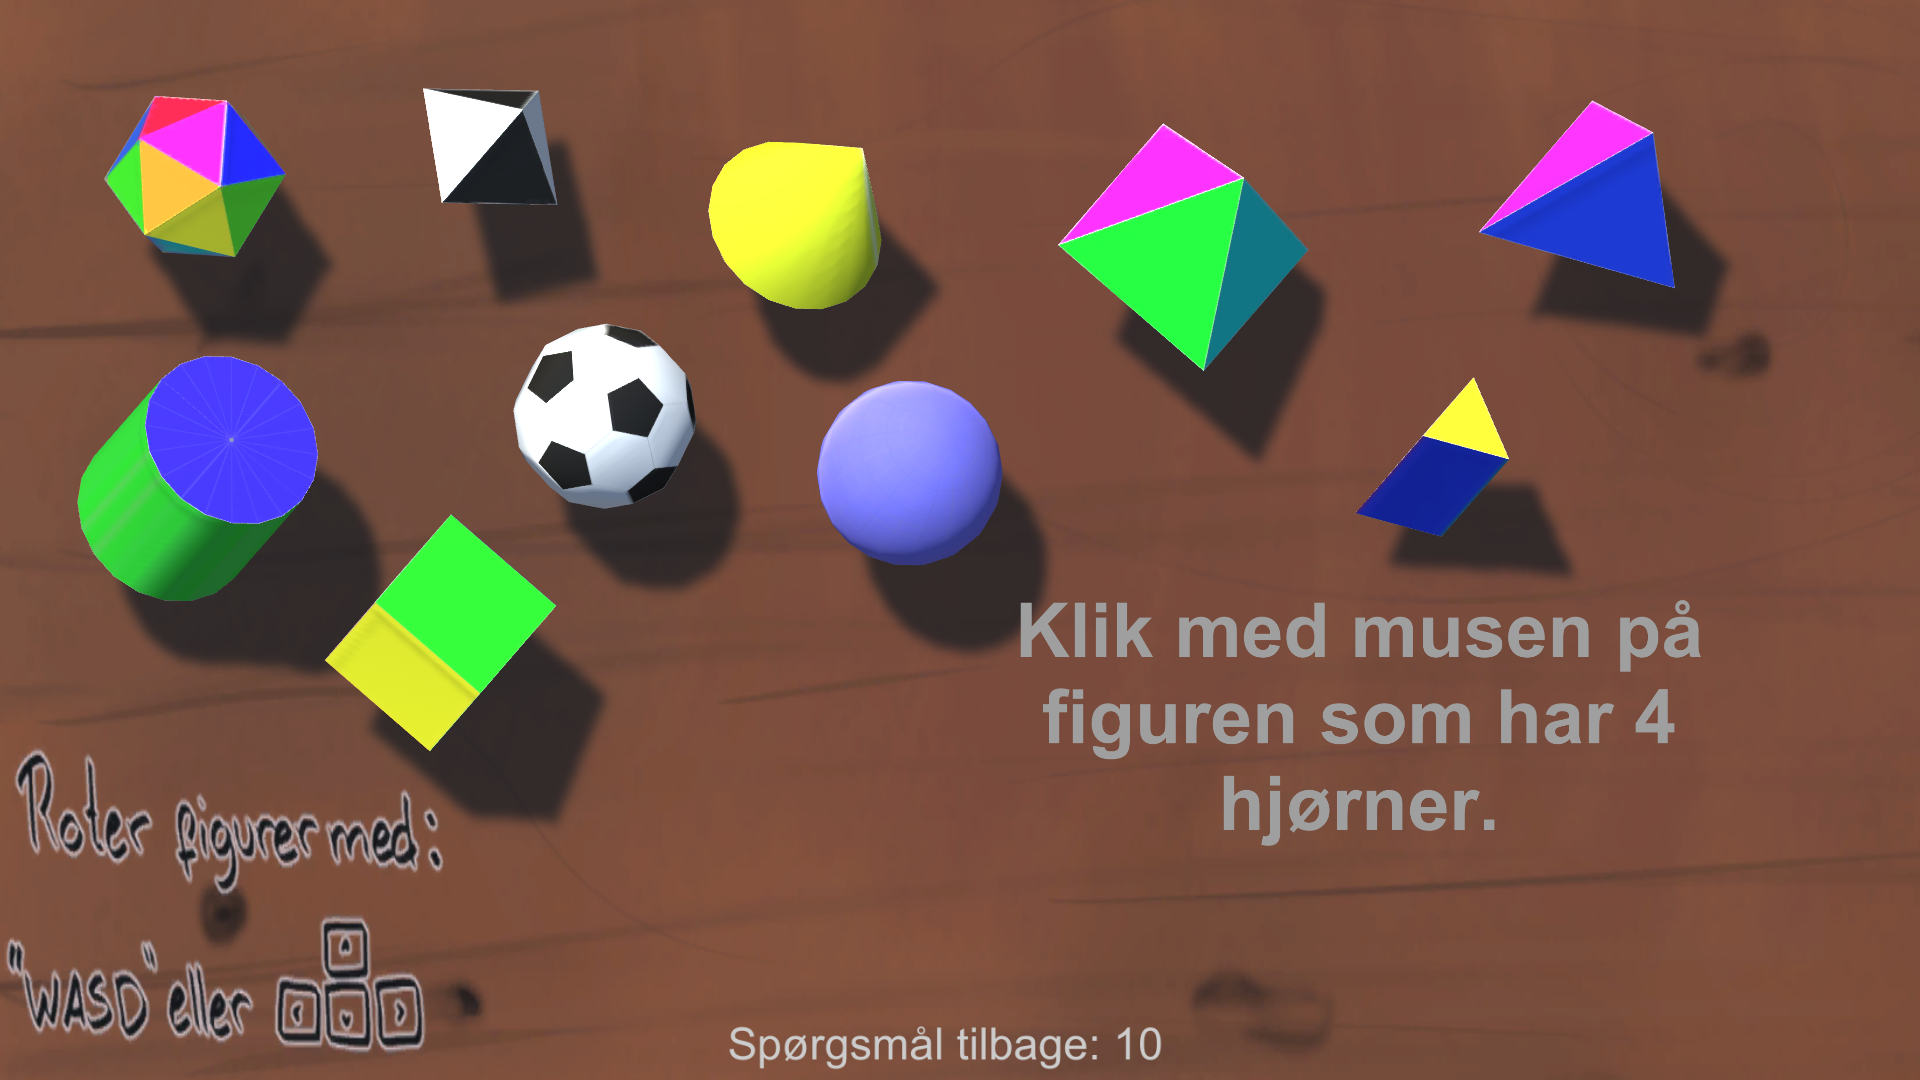 Klik med musen på
figuren som har 4
hjørner.
Roter figurer med:
"WASD" eller
Spørgsmål tilbage: 10